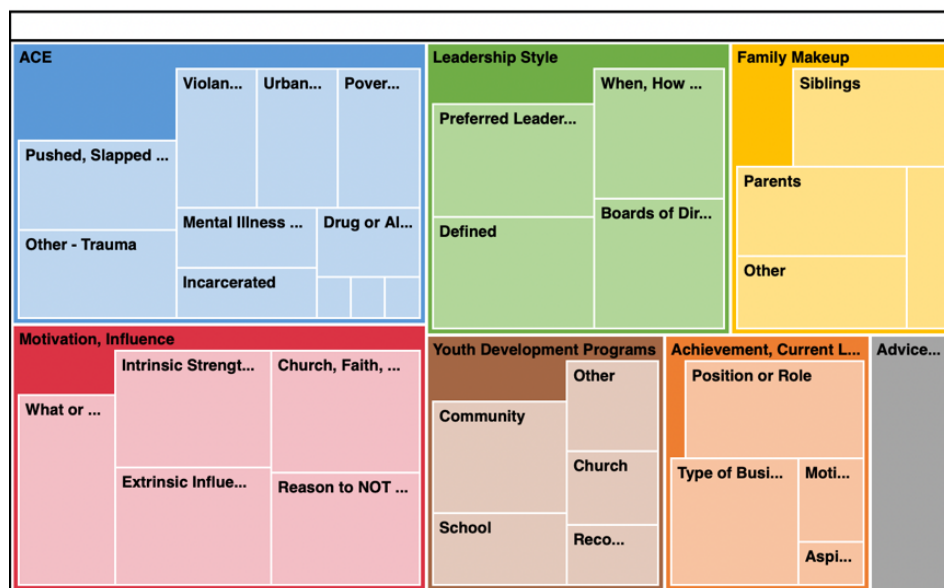 ACE
Violan...
Urban...
Pover...
Pushed, Slapped ...
Other - Trauma
Mental Illness ...
Drug or Al...
Incarcerated
Leadership Style
When, How ...
Preferred Leader...
Defined
Boards of Dir...
Family Makeup
Siblings
Parents
Other
Motivation, Influence
Intrinsic Strengt...
Church, Faith, ...
What or ...
Extrinsic Influe...
Reason to NOT ...
Youth Development Programs
Other
Community
Church
School
Reco...
Achievement, Current L...
Position or Role
Type of Busi...
Moti...
Aspi...
Advice...